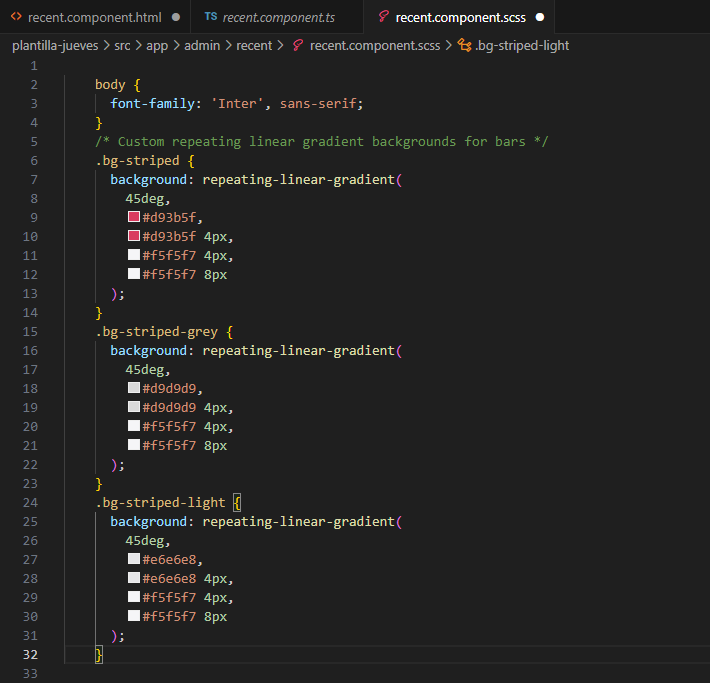 recent.component.html
TS recent.component.ts
recent.component.scss
plantilla-jueves > src > app > admin > recent > recent.component.scss > .bg-striped-light
1
2 body {
3 font-family: 'Inter', sans-serif;
4 }
5 /* Custom repeating linear gradient backgrounds for bars */
6 .bg-striped {
7 background: repeating-linear-gradient(
8 45deg,
9 #d93b5f,
10 #d93b5f 4px,
11 #f5f5f7 4px,
12 #f5f5f7 8px
13 );
14 }
15 .bg-striped-grey {
16 background: repeating-linear-gradient(
17 45deg,
18 #d9d9d9,
19 #d9d9d9 4px,
20 #f5f5f7 4px,
21 #f5f5f7 8px
22 );
23 }
24 .bg-striped-light {
25 background: repeating-linear-gradient(
26 45deg,
27 #e6e6e8,
28 #e6e6e8 4px,
29 #f5f5f7 4px,
30 #f5f5f7 8px
31 );
32 }
33